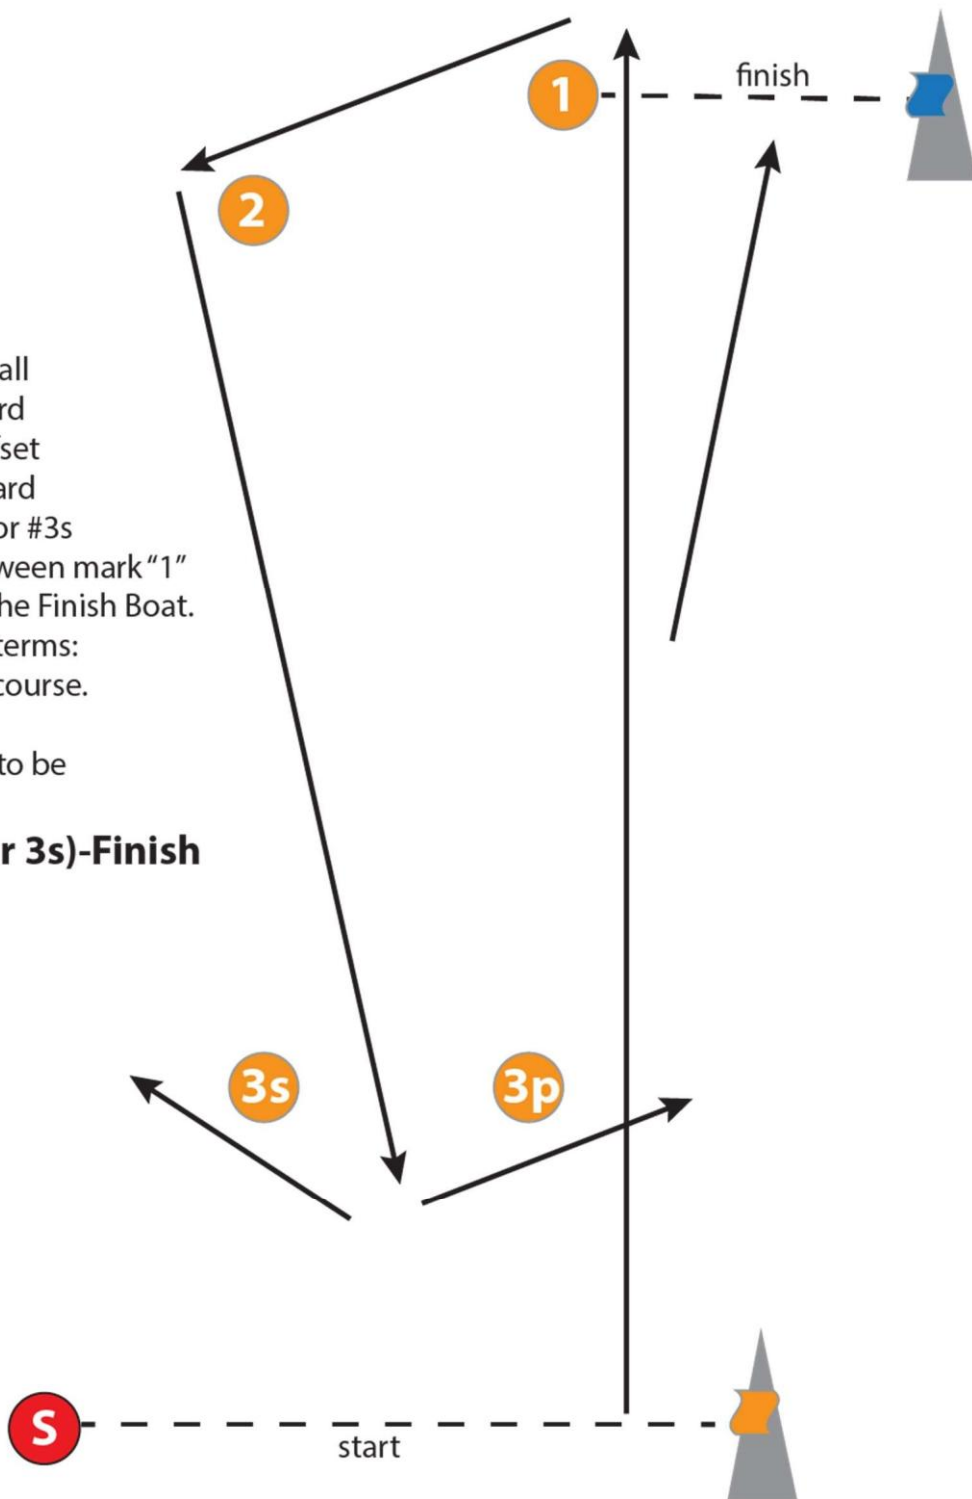 1
finish
2
all
rd
set
ard
or #3s
ween mark “1”
he Finish Boat.
terms:
course.
to be
r 3s)-Finish
3s
3p
S
start